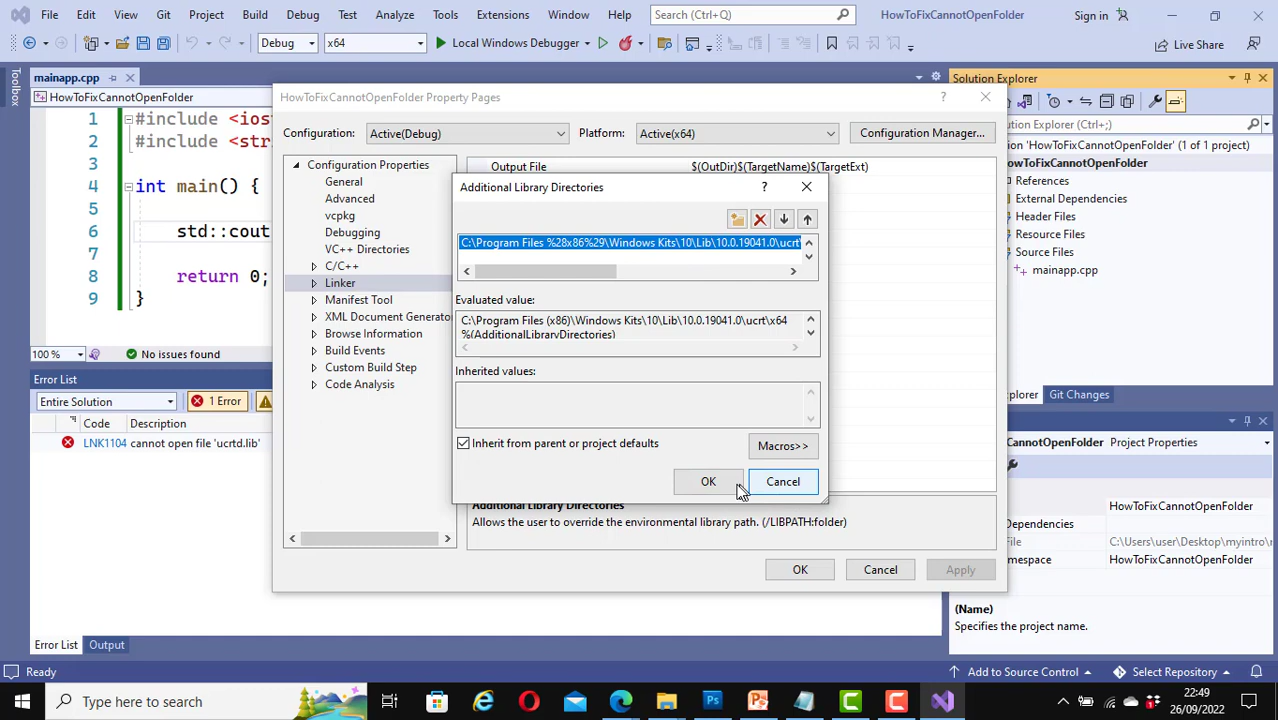 File Edit View Git Project Build Debug Test Analyze Tools Extensions Window Help Search (Ctrl+Q) HowToFixCannotOpenFolder Sign in
Debug x64 Local Windows Debugger Live Share
Toolbox
mainapp.cpp
HowToFixCannotOpenFolder
1 #include <ios
2 #include <str
3
4 int main() {
5
6 std::cout
7
8 return 0;
9 }
100 % No issues found
HowToFixCannotOpenFolder Property Pages ?
Configuration: Active(Debug) Platform: Active(x64) Configuration Manager...
Configuration Properties
General
Advanced
vcpkg
Debugging
VC++ Directories
C/C++
Linker
Manifest Tool
XML Document Generato
Browse Information
Build Events
Custom Build Step
Code Analysis
Output File $(OutDir)$(TargetName)$(TargetExt)
Additional Library Directories ?
C:\Program Files %28x86%29\Windows Kits\10\Lib\10.0.19041.0\ucrt\
Evaluated value:
C:\Program Files (x86)\Windows Kits\10\Lib\10.0.19041.0\ucrt\x64
%(AdditionalLibraryDirectories)
Inherited values:
Inherit from parent or project defaults
Macros>>
OK Cancel
Additional Library Directories
Allows the user to override the environmental library path. (/LIBPATH:folder)
OK Cancel Apply
Error List
Entire Solution 1 Error
Code Description
LNK1104 cannot open file 'ucrtd.lib'
Error List Output
Solution Explorer
Solution Explorer (Ctrl+;)
Solution 'HowToFixCannotOpenFolder' (1 of 1 project)
owToFixCannotOpenFolder
References
External Dependencies
Header Files
Resource Files
Source Files
mainapp.cpp
plorer Git Changes
CannotOpenFolder Project Properties
HowToFixCannotOpenFolder
Dependencies
File C:\Users\user\Desktop\myintro\
mespace HowToFixCannotOpenFolder
(Name)
Specifies the project name.
Ready Add to Source Control Select Repository
Type here to search
22:49
26/09/2022